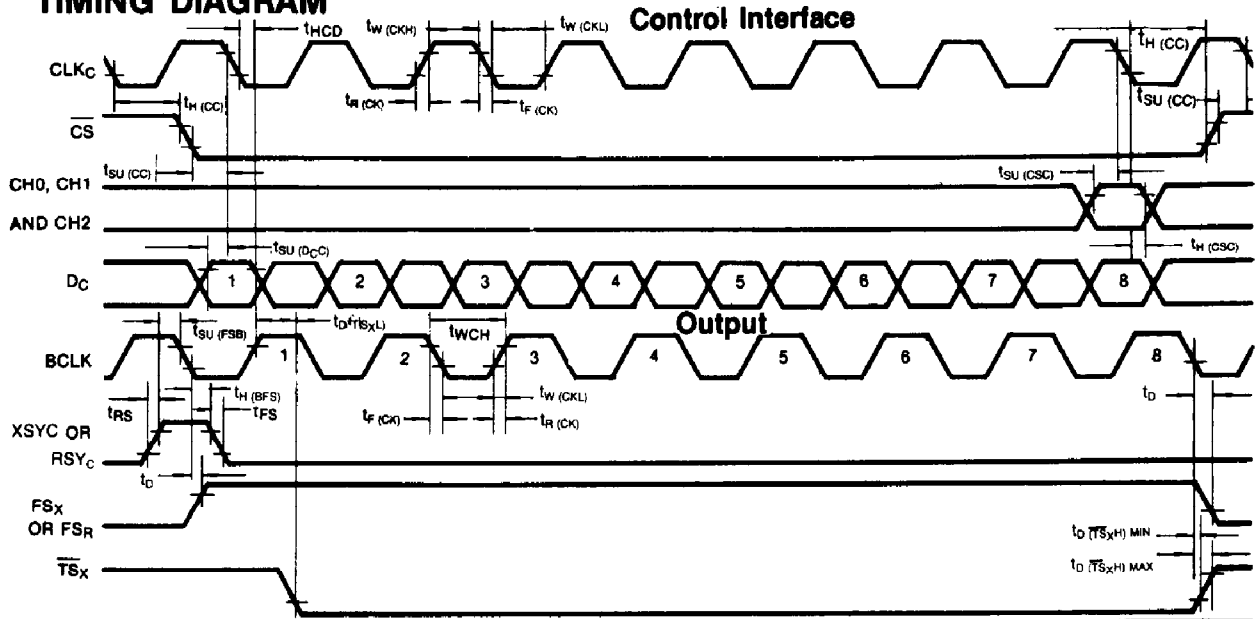 TIMING DIAGRAM
Control Interface
tHCD
tW (CKH)
tW (CKL)
tH (CC)
CLKC
tR (CK)
tF (CK)
tH (CC)
tSU (CC)
CS
tSU (CC)
tSU (CSC)
CH0, CH1
AND CH2
tH (CSC)
tSU (DCC)
DC
1 2 3 4 5 6 7 8
Output
tSU (FSB)
tWCH
BCLK
1 2 3 4 5 6 7 8
tH (BFS)
tW (CKL)
tD
tRS
tFS
tF (CK)
tR (CK)
XSYC OR
RSYC
tD
FSX
OR FSR
tD (TSXH) MIN
tD (TSXH) MAX
TSX